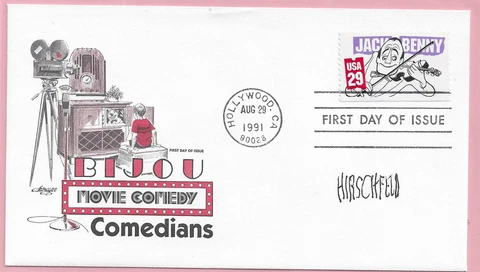 JACK BENNY
USA
29
HOLLYWOOD, CA
AUG 29
1991
90028
FIRST DAY OF ISSUE
HIRSCHFELD
FIRST DAY OF ISSUE
BIJOU
MOVIE COMEDY
Comedians